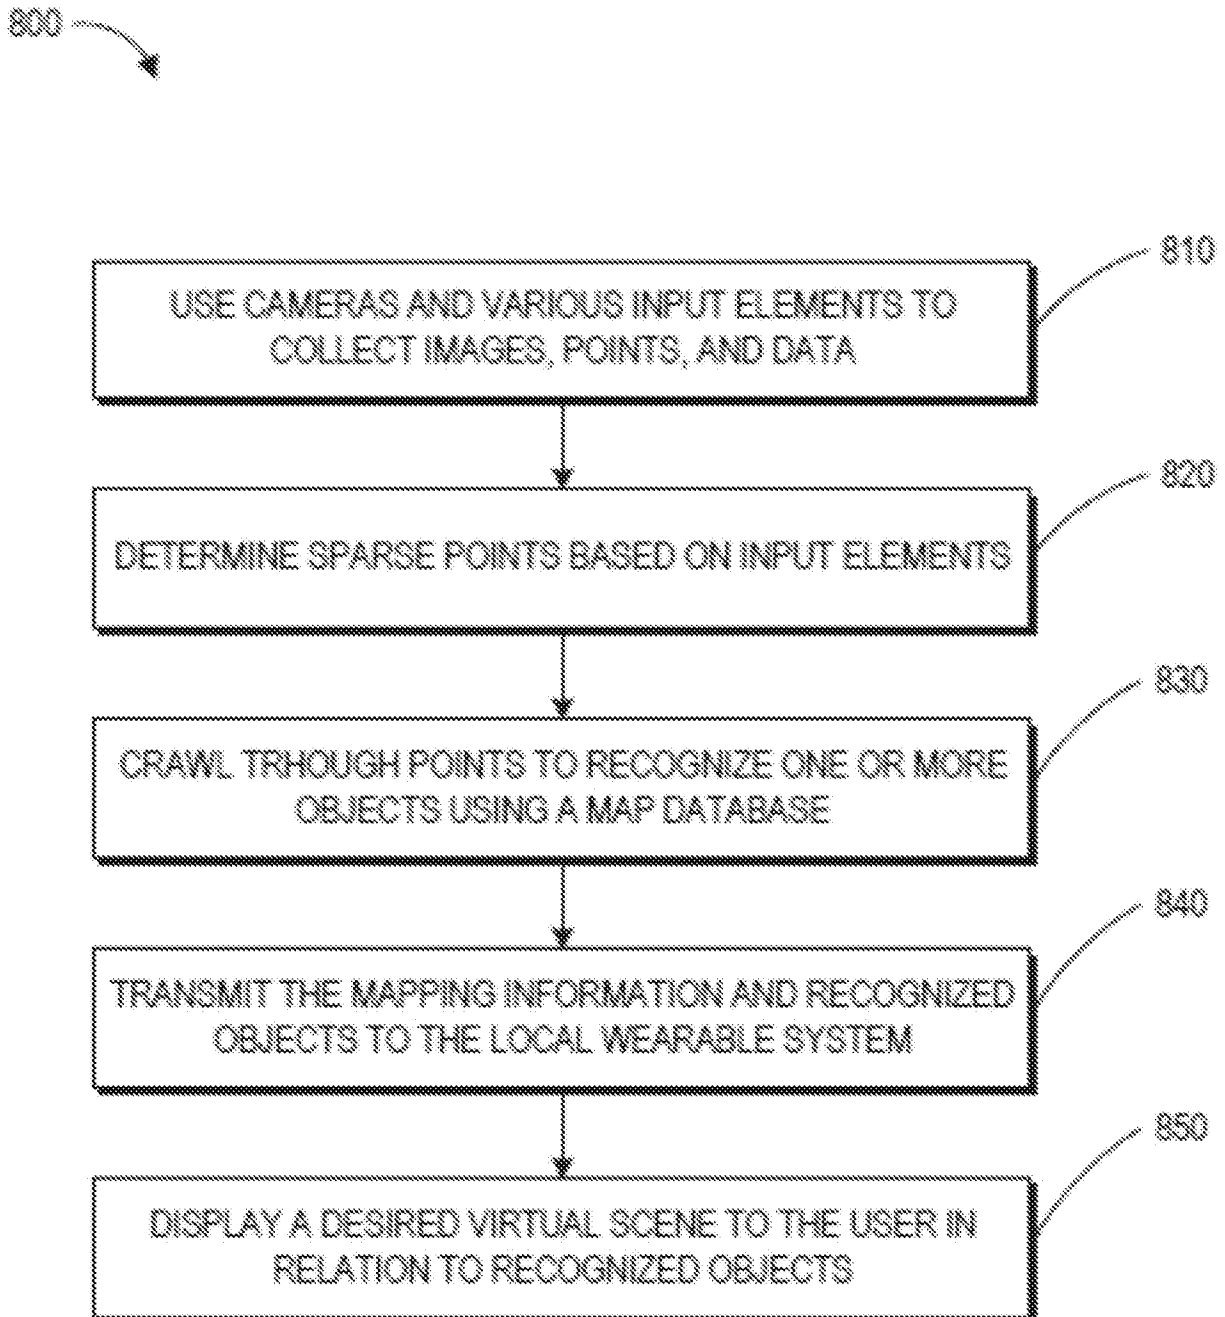 800
810
USE CAMERAS AND VARIOUS INPUT ELEMENTS TO
COLLECT IMAGES, POINTS, AND DATA
820
DETERMINE SPARSE POINTS BASED ON INPUT ELEMENTS
830
CRAWL TRHOUGH POINTS TO RECOGNIZE ONE OR MORE
OBJECTS USING A MAP DATABASE
840
TRANSMIT THE MAPPING INFORMATION AND RECOGNIZED
OBJECTS TO THE LOCAL WEARABLE SYSTEM
850
DISPLAY A DESIRED VIRTUAL SCENE TO THE USER IN
RELATION TO RECOGNIZED OBJECTS